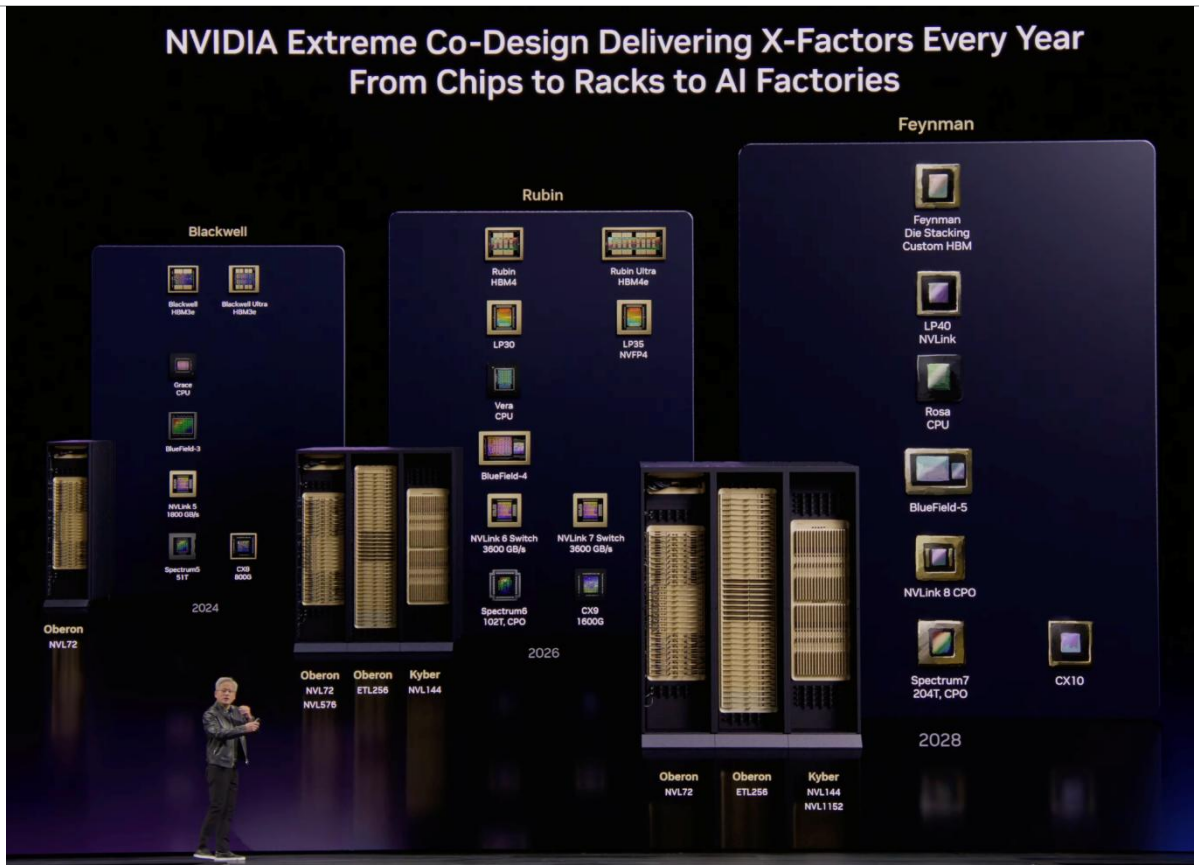 NVIDIA Extreme Co-Design Delivering X-Factors Every Year
From Chips to Racks to AI Factories
Blackwell
Blackwell
HBM3e
Blackwell Ultra
HBM3e
Grace
CPU
BlueField-3
NVLink 5
1800 GB/s
Spectrum5
51T
CX8
800G
2024
Oberon
NVL72
Rubin
Rubin
HBM4
Rubin Ultra
HBM4e
LP30
LP35
NVFP4
Vera
CPU
BlueField-4
NVLink 6 Switch
3600 GB/s
NVLink 7 Switch
3600 GB/s
Spectrum6
102T, CPO
CX9
1600G
2026
Oberon
NVL72
NVL576
Oberon
ETL256
Kyber
NVL144
Feynman
Feynman
Die Stacking
Custom HBM
LP40
NVLink
Rosa
CPU
BlueField-5
NVLink 8 CPO
Spectrum7
204T, CPO
CX10
2028
Oberon
NVL72
Oberon
ETL256
Kyber
NVL144
NVL1152